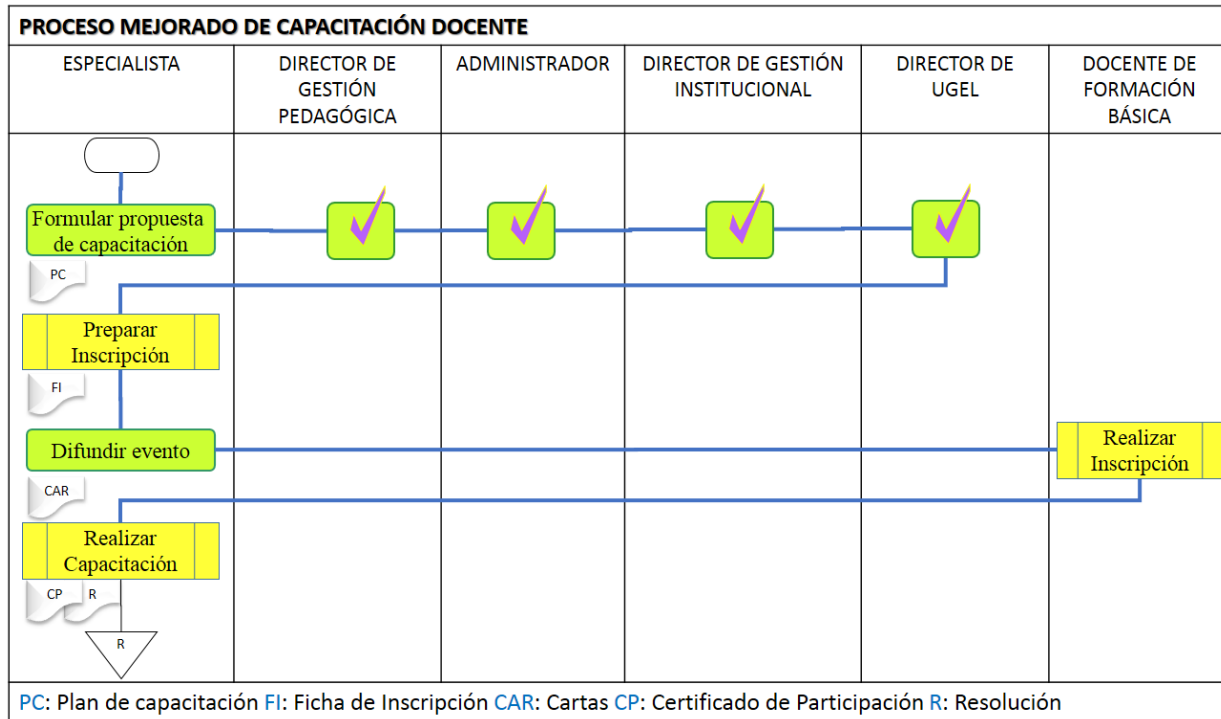 PROCESO MEJORADO DE CAPACITACIÓN DOCENTE
ESPECIALISTA
DIRECTOR DE
GESTIÓN
PEDAGÓGICA
ADMINISTRADOR
DIRECTOR DE GESTIÓN
INSTITUCIONAL
DIRECTOR DE
UGEL
DOCENTE DE
FORMACIÓN
BÁSICA
Formular propuesta
de capacitación
PC
Preparar
Inscripción
FI
Difundir evento
Realizar
Inscripción
CAR
Realizar
Capacitación
CP
R
R
PC: Plan de capacitación FI: Ficha de Inscripción CAR: Cartas CP: Certificado de Participación R: Resolución